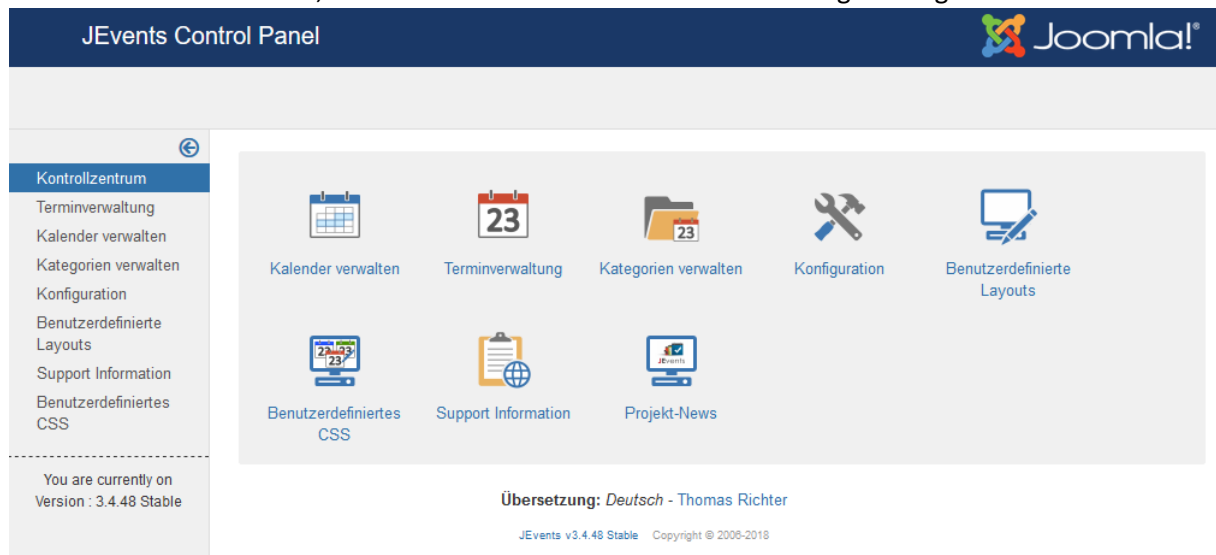 JEvents Control Panel
Joomla!®
Kontrollzentrum
Terminverwaltung
Kalender verwalten
Kategorien verwalten
Konfiguration
Benutzerdefinierte
Layouts
Support Information
Benutzerdefiniertes
CSS
You are currently on
Version : 3.4.48 Stable
23
23
Kalender verwalten
Terminverwaltung
Kategorien verwalten
Konfiguration
Benutzerdefinierte
Layouts
23
JEvents
Benutzerdefiniertes
CSS
Support Information
Projekt-News
Übersetzung: Deutsch - Thomas Richter
JEvents v3.4.48 Stable Copyright © 2006-2018